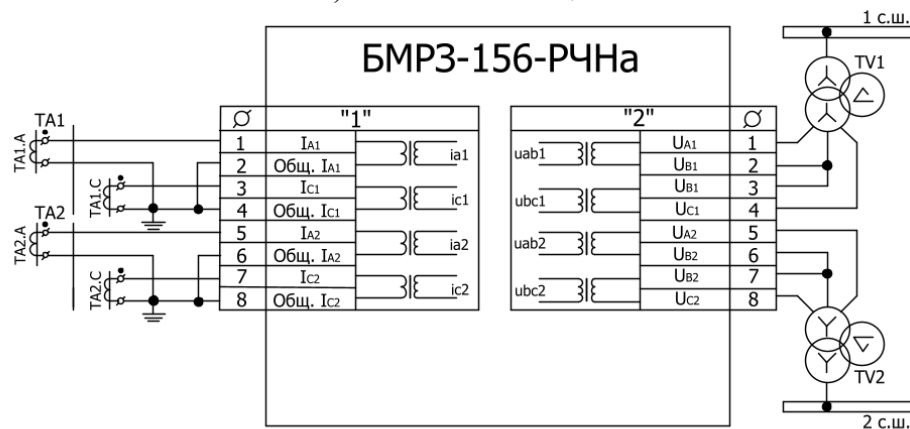 1 с.ш.
БМРЗ-156-РЧНа
TV1
TA1
TA1.A
TA1.C
TA2
TA2.A
TA2.C
Ø "1"
1 IA1 ia1
2 Общ. IA1
3 IC1 ic1
4 Общ. IC1
5 IA2 ia2
6 Общ. IA2
7 IC2 ic2
8 Общ. IC2
"2" Ø
uab1 UA1 1
UB1 2
ubc1 UB1 3
UC1 4
uab2 UA2 5
UB2 6
ubc2 UB2 7
UC2 8
TV2
2 с.ш.